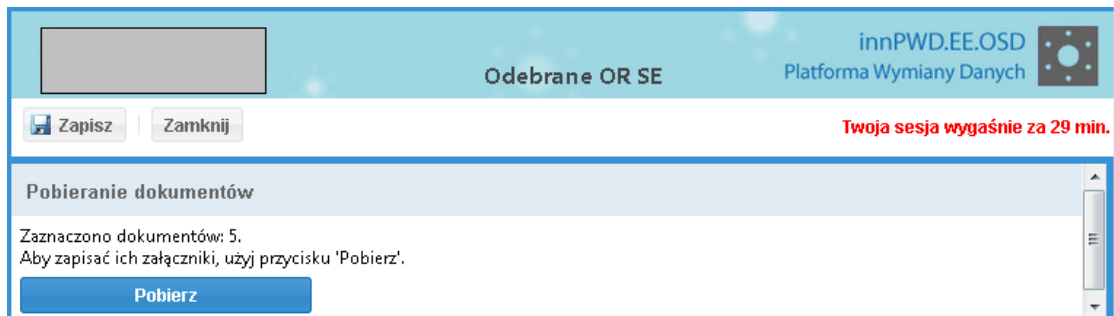 innPWD.EE.OSD
Odebrane OR SE
Platforma Wymiany Danych
Zapisz
Zamknij
Twoja sesja wygaśnie za 29 min.
Pobieranie dokumentów
Zaznaczono dokumentów: 5.
Aby zapisać ich załączniki, użyj przycisku 'Pobierz'.
Pobierz